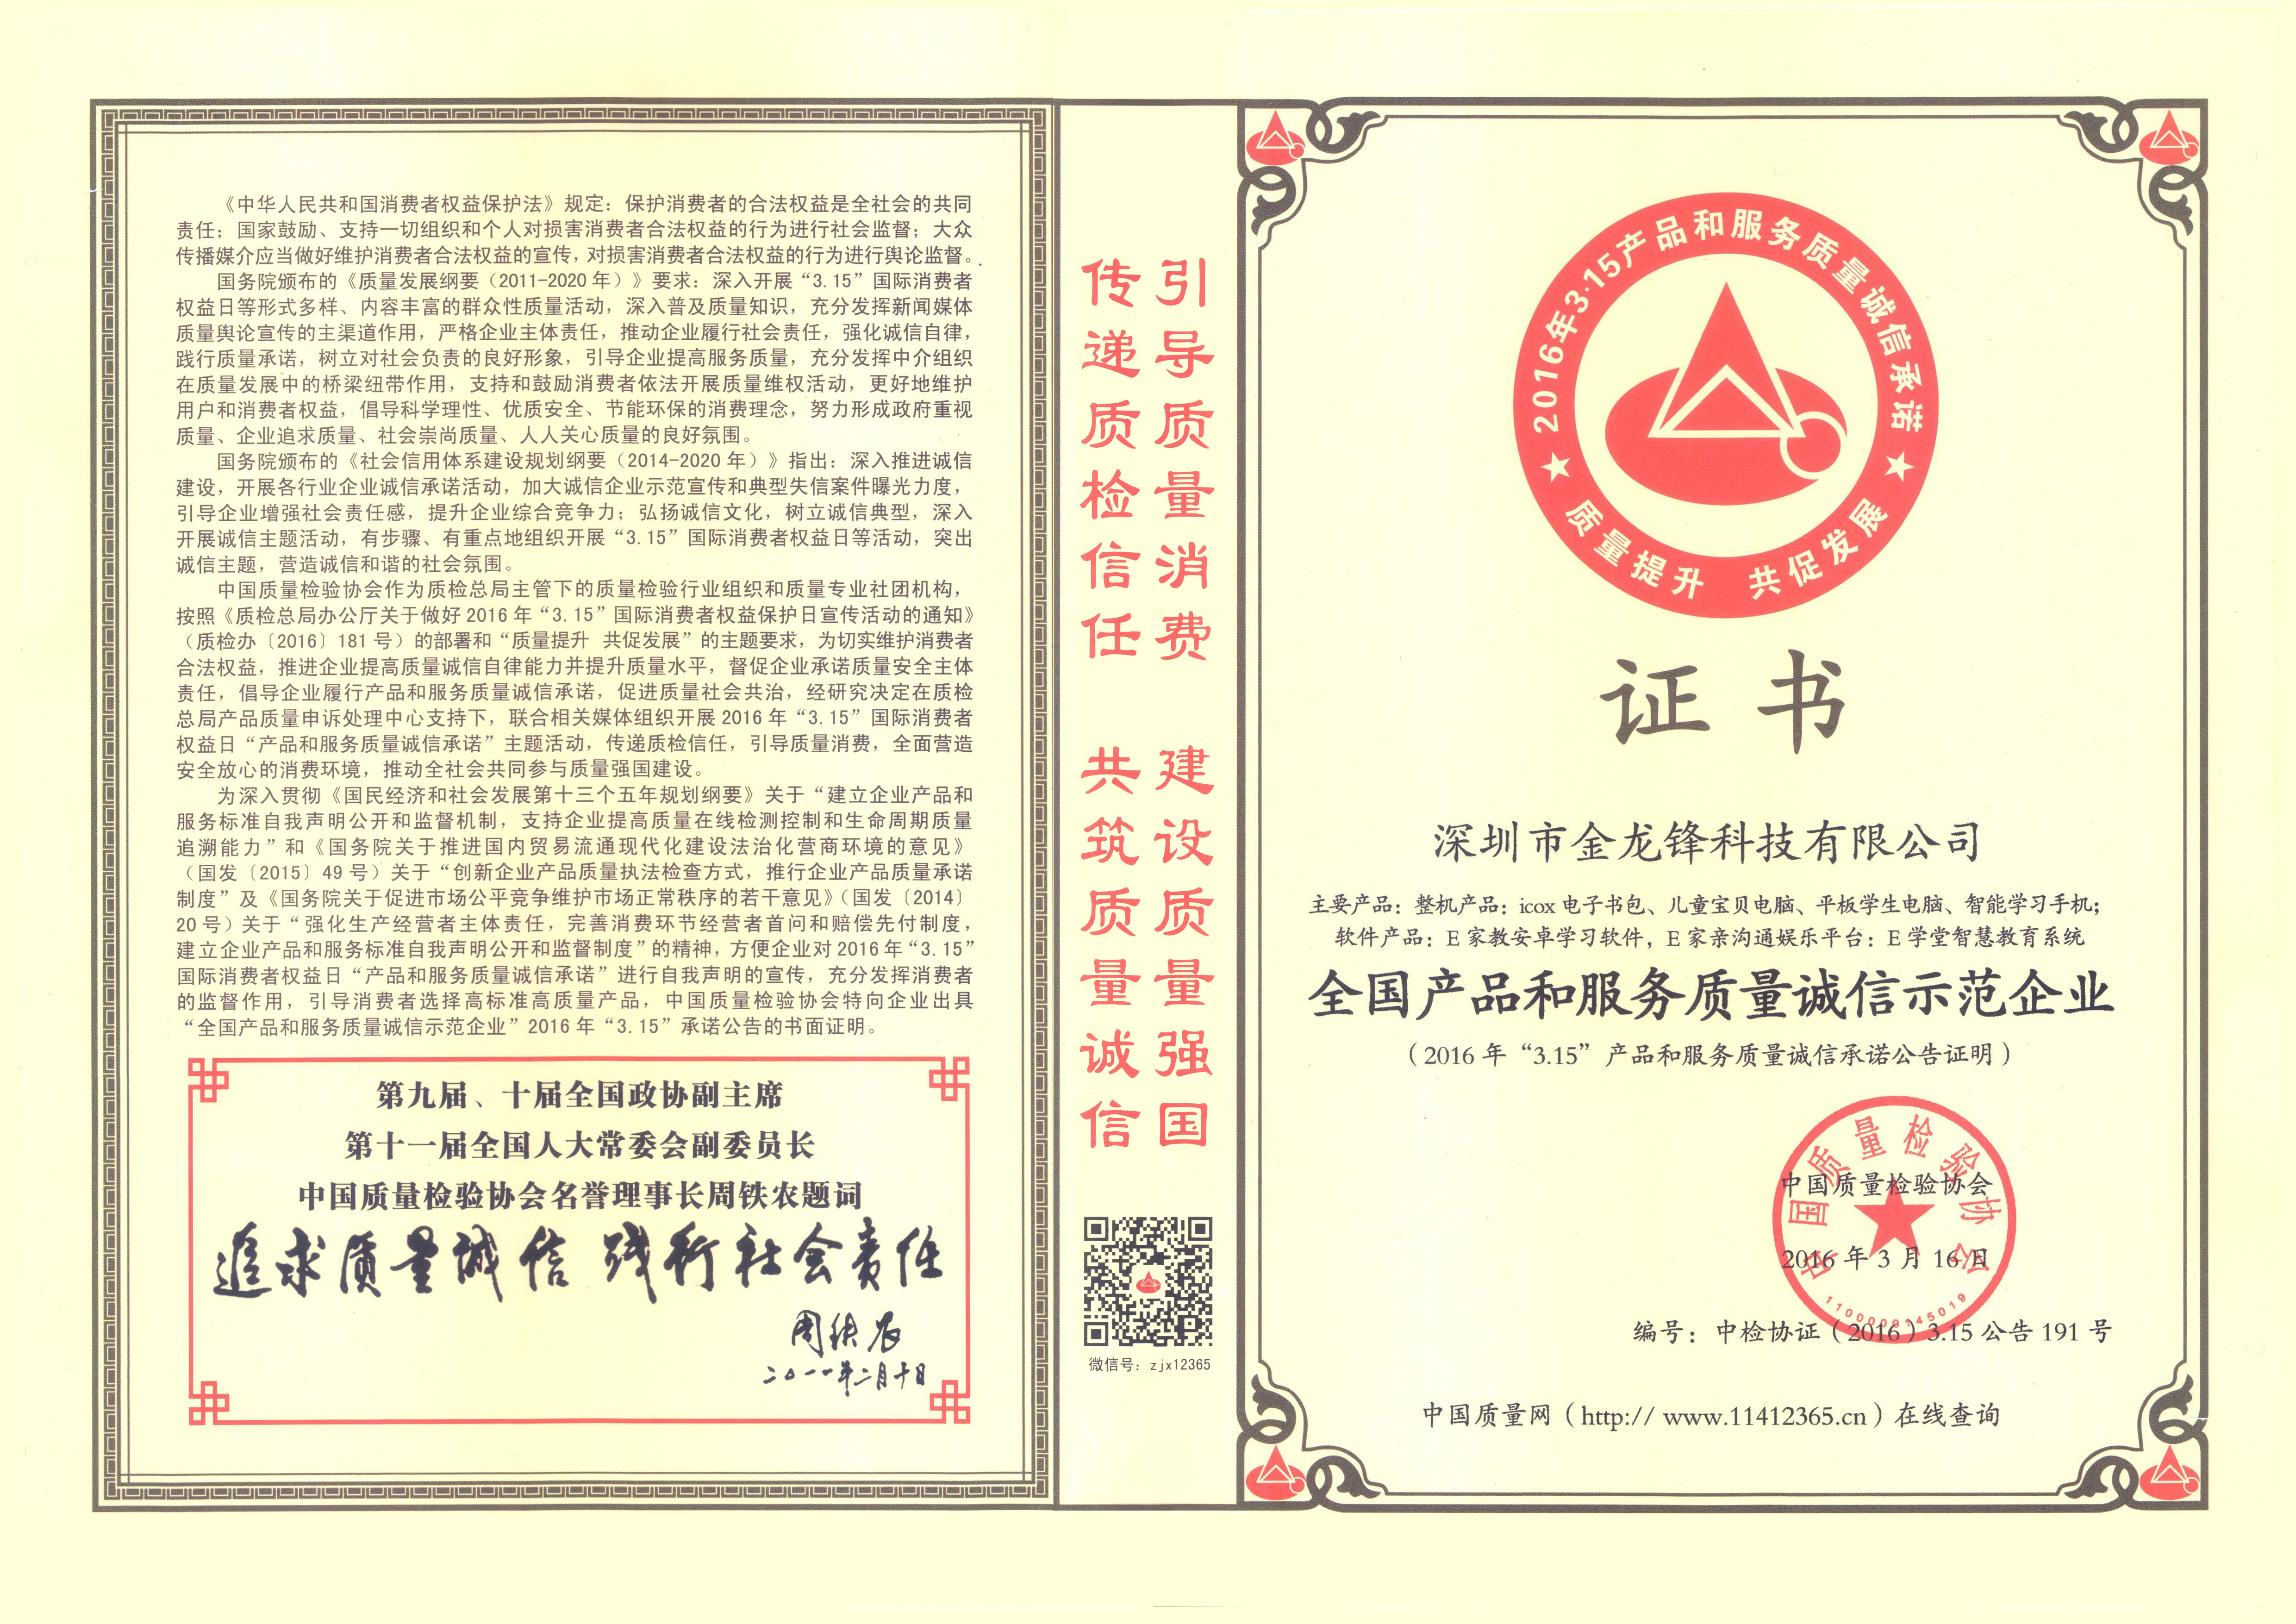 《中华人民共和国消费者权益保护法》规定：保护消费者的合法权益是全社会的共同
责任；国家鼓励、支持一切组织和个人对损害消费者合法权益的行为进行社会监督；大众
传播媒介应当做好维护消费者合法权益的宣传，对损害消费者合法权益的行为进行舆论监督。
国务院颁布的《质量发展纲要（2011-2020年）》要求：深入开展“3.15”国际消费者
权益日等形式多样、内容丰富的群众性质量活动，深入普及质量知识，充分发挥新闻媒体
质量舆论宣传的主渠道作用，严格企业主体责任，推动企业履行社会责任，强化诚信自律，
践行质量承诺，树立对社会负责的良好形象，引导企业提高服务质量，充分发挥中介组织
在质量发展中的桥梁纽带作用，支持和鼓励消费者依法开展质量维权活动，更好地维护
用户和消费者权益，倡导科学理性、优质安全、节能环保的消费理念，努力形成政府重视
质量、企业追求质量、社会崇尚质量、人人关心质量的良好氛围。
国务院颁布的《社会信用体系建设规划纲要（2014-2020年）》指出：深入推进诚信
建设，开展各行业企业诚信承诺活动，加大诚信企业示范宣传和典型失信案件曝光力度，
引导企业增强社会责任感，提升企业综合竞争力；弘扬诚信文化，树立诚信典型，深入
开展诚信主题活动，有步骤、有重点地组织开展“3.15”国际消费者权益日等活动，突出
诚信主题，营造诚信和谐的社会氛围。
中国质量检验协会作为质检总局主管下的质量检验行业组织和质量专业社团机构，
按照《质检总局办公厅关于做好2016年“3.15”国际消费者权益保护日宣传活动的通知》
（质检办〔2016〕181号）的部署和“质量提升 共促发展”的主题要求，为切实维护消费者
合法权益，推进企业提高质量诚信自律能力并提升质量水平，督促企业承诺质量安全主体
责任，倡导企业履行产品和服务质量诚信承诺，促进质量社会共治，经研究决定在质检
总局产品质量申诉处理中心支持下，联合相关媒体组织开展2016年“3.15”国际消费者
权益日“产品和服务质量诚信承诺”主题活动，传递质检信任，引导质量消费，全面营造
安全放心的消费环境，推动全社会共同参与质量强国建设。
为深入贯彻《国民经济和社会发展第十三个五年规划纲要》关于“建立企业产品和
服务标准自我声明公开和监督机制，支持企业提高质量在线检测控制和生命周期质量
追溯能力”和《国务院关于推进国内贸易流通现代化建设法治化营商环境的意见》
（国发〔2015〕49号）关于“创新企业产品质量执法检查方式，推行企业产品质量承诺
制度”及《国务院关于促进市场公平竞争维护市场正常秩序的若干意见》（国发〔2014〕
20号）关于“强化生产经营者主体责任，完善消费环节经营者首问和赔偿先付制度，
建立企业产品和服务标准自我声明公开和监督制度”的精神，方便企业对2016年“3.15”
国际消费者权益日“产品和服务质量诚信承诺”进行自我声明的宣传，充分发挥消费者
的监督作用，引导消费者选择高标准高质量产品，中国质量检验协会特向企业出具
“全国产品和服务质量诚信示范企业”2016年“3.15”承诺公告的书面证明。
第九届、十届全国政协副主席
第十一届全国人大常委会副委员长
中国质量检验协会名誉理事长周铁农题词
追求质量诚信 践行社会责任
周铁农
二〇一一年二月十日
引导质量消费 建设质量强国
传递质检信任 共筑质量诚信
微信号：zjx12365
2016年3·15产品和服务质量诚信承诺
★ 质量提升 共促发展 ★
证书
深圳市金龙锋科技有限公司
主要产品：整机产品：icox电子书包、儿童宝贝电脑、平板学生电脑、智能学习手机；
软件产品：E家教安卓学习软件，E家亲沟通娱乐平台：E学堂智慧教育系统
全国产品和服务质量诚信示范企业
（2016年“3.15”产品和服务质量诚信承诺公告证明）
中国质量检验协会
中国质量检验协会
2016年3月16日
1100000145019
编号：中检协证（2016）3.15公告191号
中国质量网（http:// www.11412365.cn）在线查询